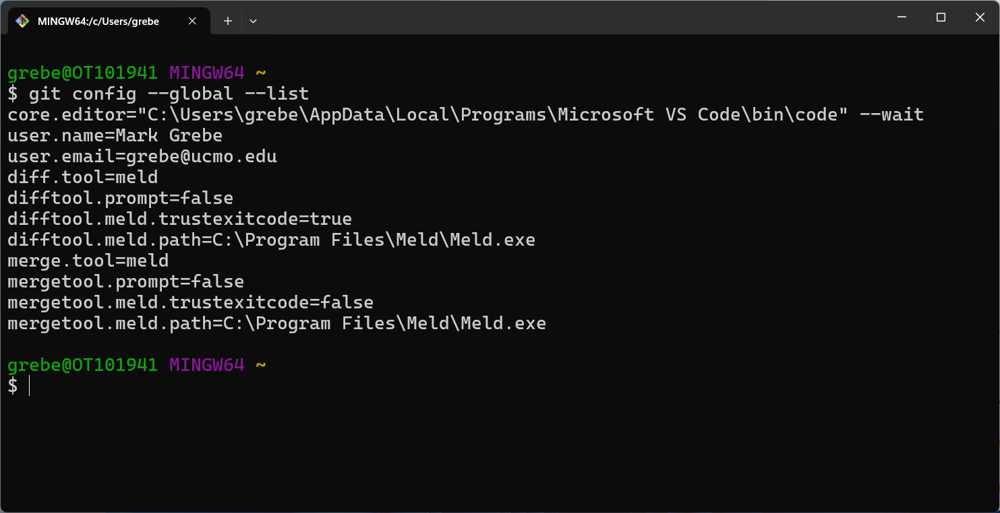 MINGW64:/c/Users/grebe
grebe@OT101941 MINGW64 ~
$ git config --global --list
core.editor="C:\Users\grebe\AppData\Local\Programs\Microsoft VS Code\bin\code" --wait
user.name=Mark Grebe
user.email=grebe@ucmo.edu
diff.tool=meld
difftool.prompt=false
difftool.meld.trustexitcode=true
difftool.meld.path=C:\Program Files\Meld\Meld.exe
merge.tool=meld
mergetool.prompt=false
mergetool.meld.trustexitcode=false
mergetool.meld.path=C:\Program Files\Meld\Meld.exe
grebe@OT101941 MINGW64 ~
$